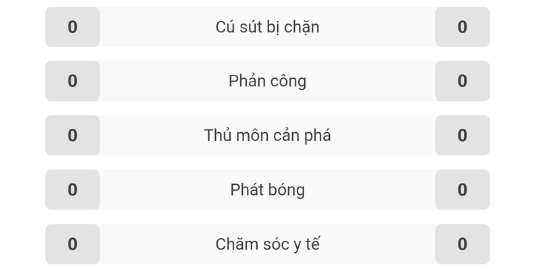 0 Cú sút bị chặn 0
0 Phản công 0
0 Thủ môn cản phá 0
0 Phát bóng 0
0 Chăm sóc y tế 0